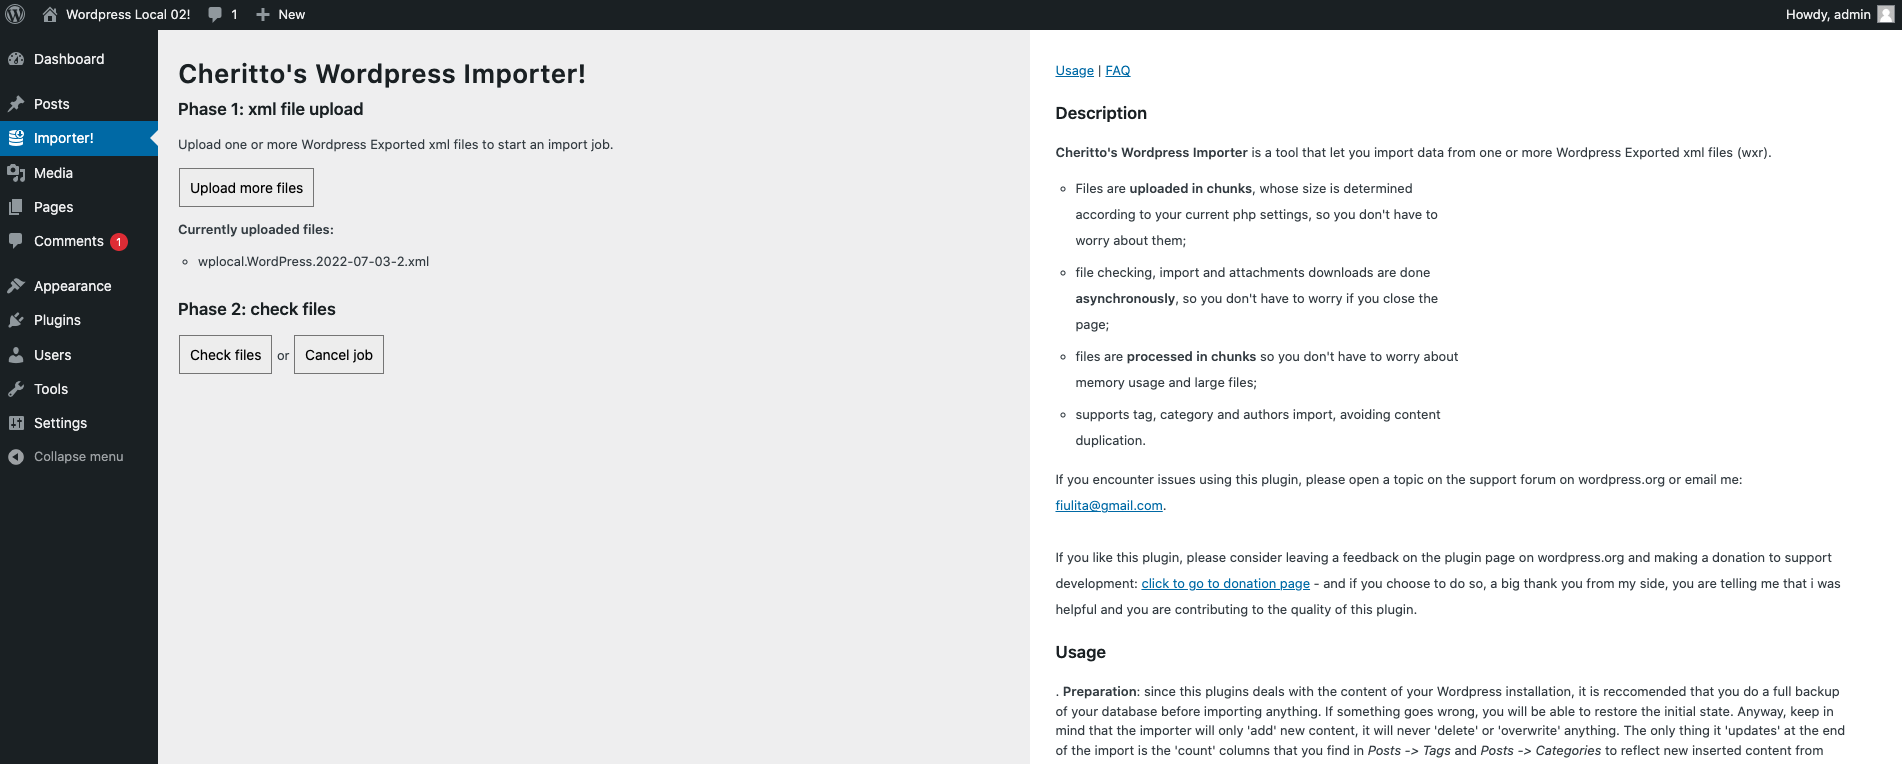 Wordpress Local 02! 1 New Howdy, admin
Dashboard
Posts
Importer!
Media
Pages
Comments 1
Appearance
Plugins
Users
Tools
Settings
Collapse menu
Cheritto's Wordpress Importer!
Phase 1: xml file upload
Upload one or more Wordpress Exported xml files to start an import job.
Upload more files
Currently uploaded files:
wplocal.WordPress.2022-07-03-2.xml
Phase 2: check files
Check files or Cancel job
Usage | FAQ
Description
Cheritto's Wordpress Importer is a tool that let you import data from one or more Wordpress Exported xml files (wxr).
Files are uploaded in chunks, whose size is determined
according to your current php settings, so you don't have to
worry about them;
file checking, import and attachments downloads are done
asynchronously, so you don't have to worry if you close the
page;
files are processed in chunks so you don't have to worry about
memory usage and large files;
supports tag, category and authors import, avoiding content
duplication.
If you encounter issues using this plugin, please open a topic on the support forum on wordpress.org or email me:
fiulita@gmail.com.
If you like this plugin, please consider leaving a feedback on the plugin page on wordpress.org and making a donation to support
development: click to go to donation page - and if you choose to do so, a big thank you from my side, you are telling me that i was
helpful and you are contributing to the quality of this plugin.
Usage
. Preparation: since this plugins deals with the content of your Wordpress installation, it is reccomended that you do a full backup
of your database before importing anything. If something goes wrong, you will be able to restore the initial state. Anyway, keep in
mind that the importer will only 'add' new content, it will never 'delete' or 'overwrite' anything. The only thing it 'updates' at the end
of the import is the 'count' columns that you find in Posts -> Tags and Posts -> Categories to reflect new inserted content from